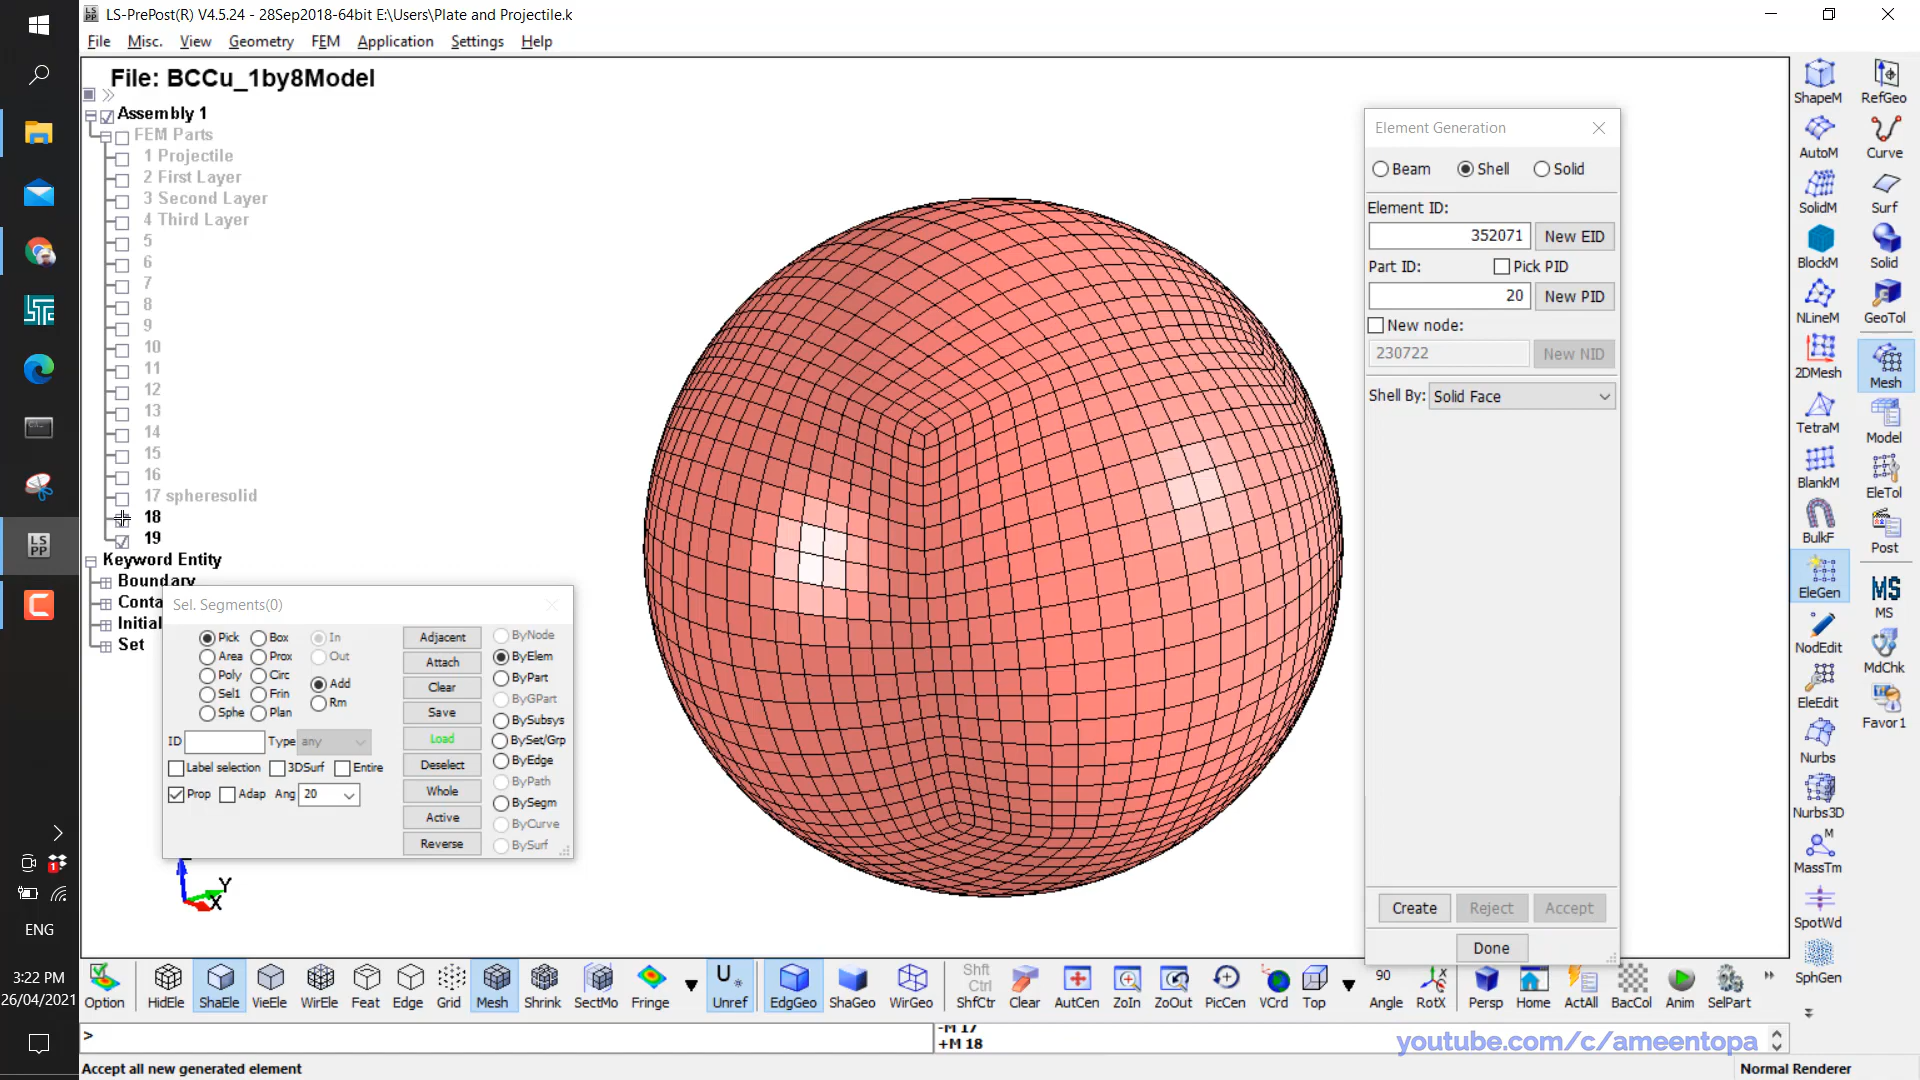 LS-PrePost(R) V4.5.24 - 28Sep2018-64bit E:\Users\Plate and Projectile.k
File Misc. View Geometry FEM Application Settings Help
File: BCCu_1by8Model
Assembly 1
FEM Parts
1 Projectile
2 First Layer
3 Second Layer
4 Third Layer
5
6
7
8
9
10
11
12
13
14
15
16
17 spheresolid
18
19
Keyword Entity
Boundary
Conta
Initial
Set
Sel. Segments(0)
Pick Box In Adjacent ByNode
Area Prox Out Attach ByElem
Poly Circ Add Clear ByPart
Sel1 Frin Rm Save ByGPart
Sphe Plan BySubsys
ID Type any Load BySet/Grp
Label selection 3DSurf Entire Deselect ByEdge
Prop Adap Ang 20 Whole ByPath
Active BySegm
Reverse ByCurve
BySurf
Y
X
Element Generation
Beam Shell Solid
Element ID:
352071 New EID
Part ID: Pick PID
20 New PID
New node:
230722 New NID
Shell By: Solid Face
Create Reject Accept
Done
ShapeM RefGeo
AutoM Curve
SolidM Surf
BlockM Solid
NLineM GeoTol
2DMesh Mesh
TetraM Model
BlankM EleTol
BulkF Post
EleGen MS
MS
NodEdit MdChk
EleEdit Favor1
Nurbs
Nurbs3D
M
MassTm
SpotWd
SphGen
LS
PP
1
ENG
3:22 PM
26/04/2021
Option HidEle ShaEle VieEle WirEle Feat Edge Grid Mesh Shrink SectMo Fringe Unref EdgGeo ShaGeo WirGeo Shft Ctrl ShfCtr Clear AutCen ZoIn ZoOut PicCen VCrd Top 90 Angle RotX Persp Home ActAll BacCol Anim SelPart
>
-M 17
+M 18
youtube.com/c/ameentopa
Accept all new generated element
Normal Renderer